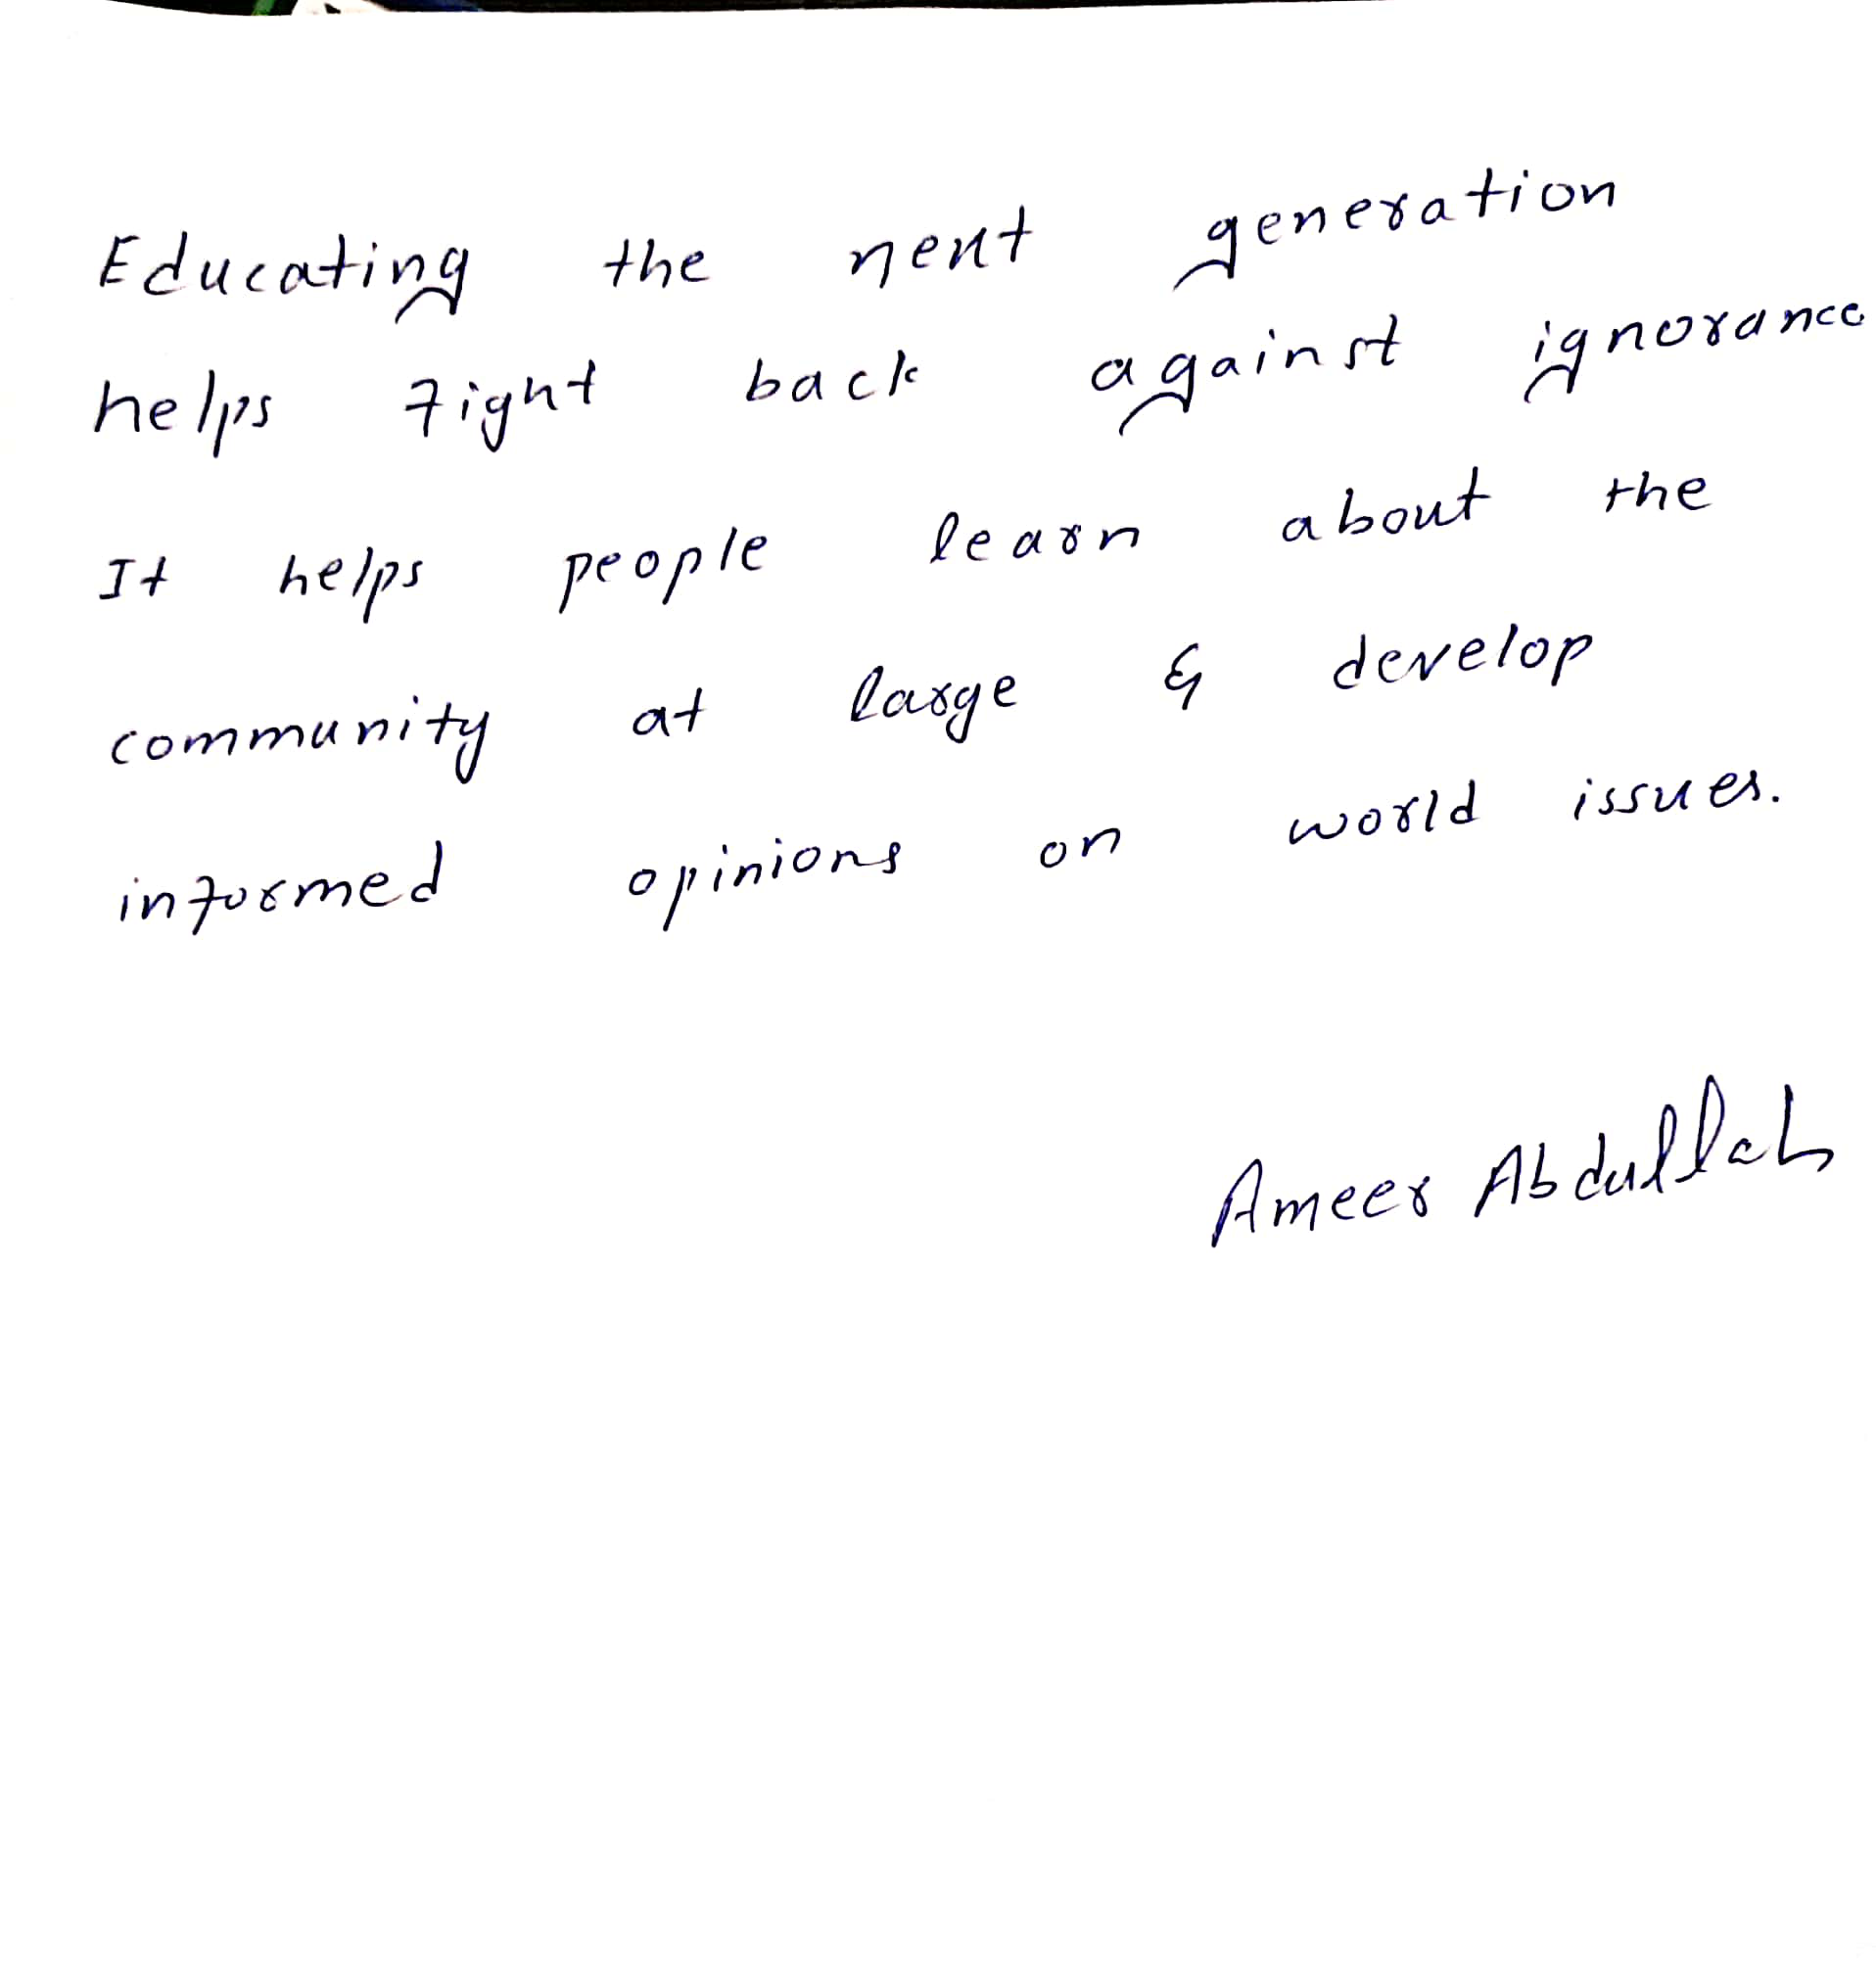 Educating the next generation
helps fight back against ignorance
It helps people learn about the
community at large & develop
informed opinions on world issues.
Ameer Abdullah